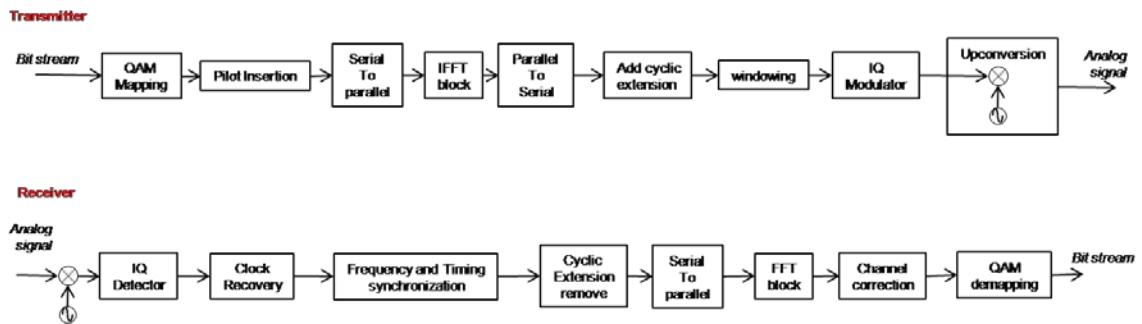 Transmitter
Bit stream
QAM
Mapping
Pilot Insertion
Serial
To
parallel
IFFT
block
Parallel
To
Serial
Add cyclic
extension
windowing
IQ
Modulator
Upconversion
Analog
signal
Receiver
Analog
signal
IQ
Detector
Clock
Recovery
Frequency and Timing
synchronization
Cyclic
Extension
remove
Serial
To
parallel
FFT
block
Channel
correction
QAM
demapping
Bit stream